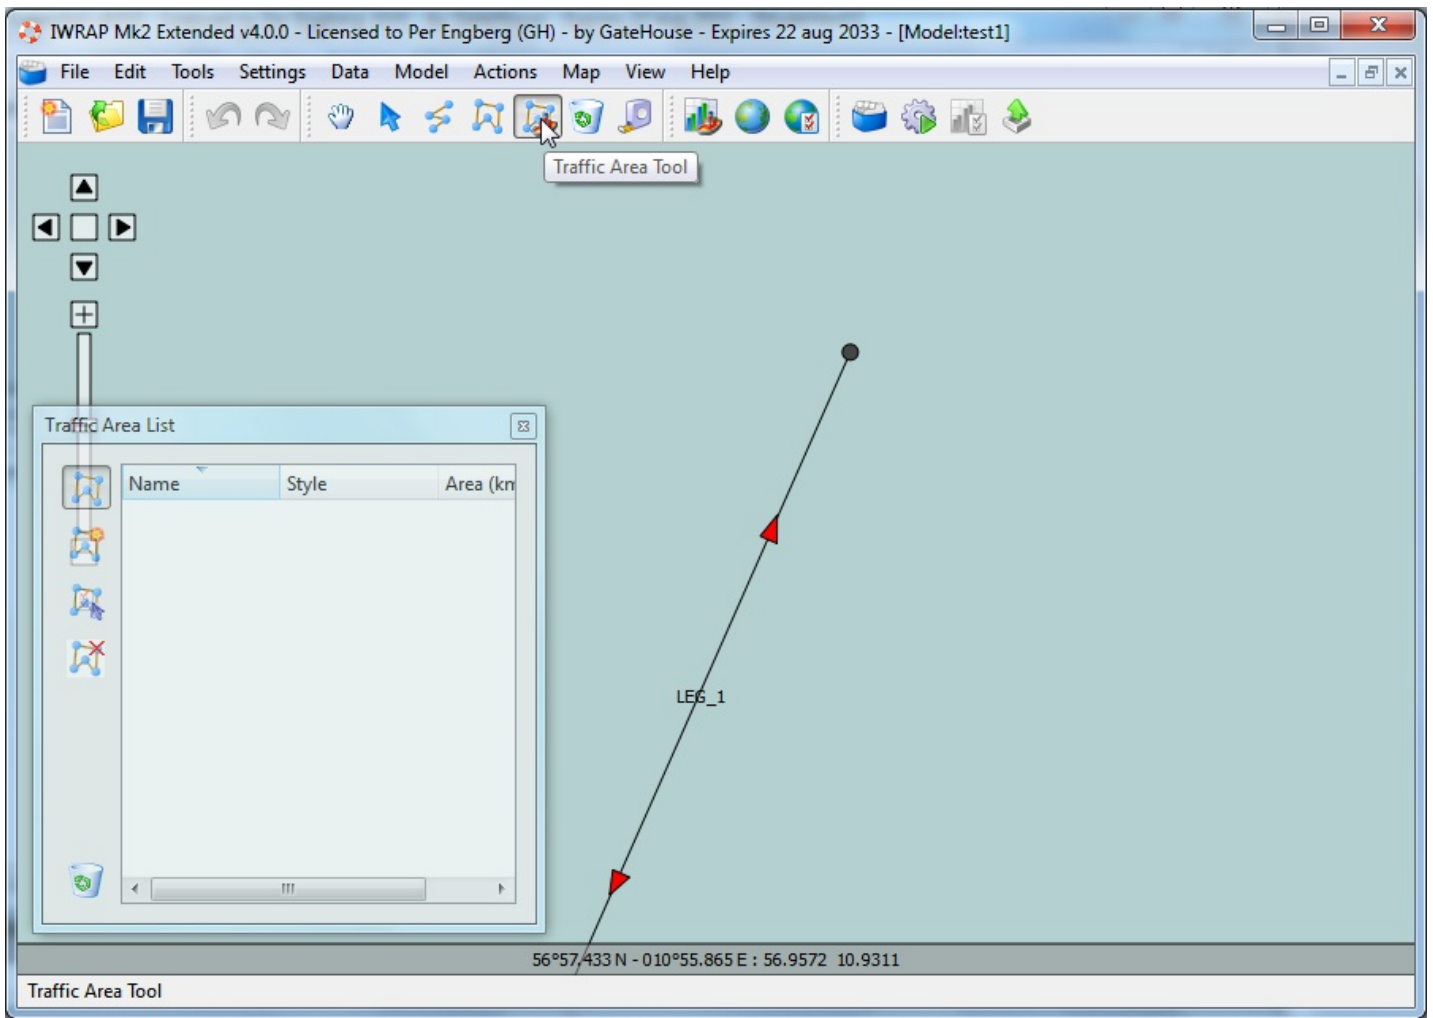 IWRAP Mk2 Extended v4.0.0 - Licensed to Per Engberg (GH) - by GateHouse - Expires 22 aug 2033 - [Model:test1]
File Edit Tools Settings Data Model Actions Map View Help
Traffic Area Tool
Traffic Area List
Name Style Area (km
LEG_1
56°57,433 N - 010°55.865 E : 56.9572 10.9311
Traffic Area Tool